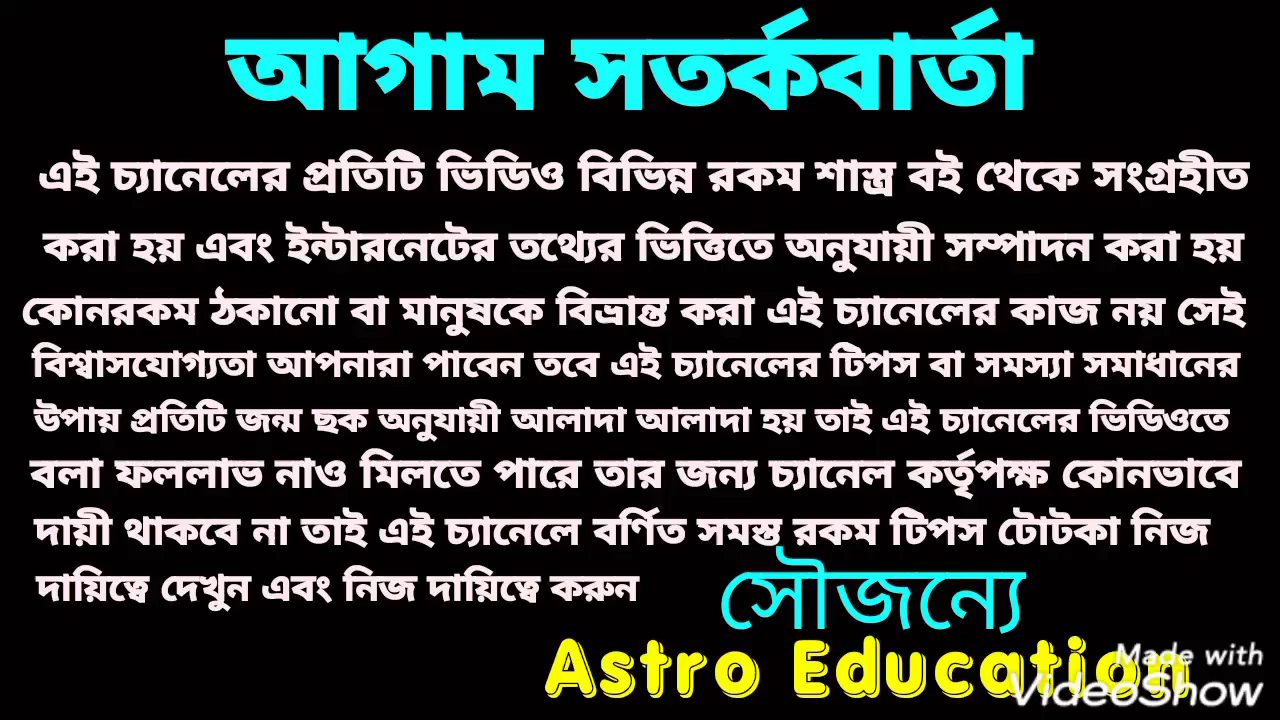 আগাম সতর্কবার্তা
এই চ্যানেলের প্রতিটি ভিডিও বিভিন্ন রকম শাস্ত্র বই থেকে সংগ্রহীত
করা হয় এবং ইন্টারনেটের তথ্যের ভিত্তিতে অনুযায়ী সম্পাদন করা হয়
কোনরকম ঠকানো বা মানুষকে বিভ্রান্ত করা এই চ্যানেলের কাজ নয় সেই
বিশ্বাসযোগ্যতা আপনারা পাবেন তবে এই চ্যানেলের টিপস বা সমস্যা সমাধানের
উপায় প্রতিটি জন্ম ছক অনুযায়ী আলাদা আলাদা হয় তাই এই চ্যানেলের ভিডিওতে
বলা ফললাভ নাও মিলতে পারে তার জন্য চ্যানেল কর্তৃপক্ষ কোনভাবে
দায়ী থাকবে না তাই এই চ্যানেলে বর্ণিত সমস্ত রকম টিপস টোটকা নিজ
দায়িত্বে দেখুন এবং নিজ দায়িত্বে করুন
সৌজন্যে
Astro Education
Made with
VideoShow